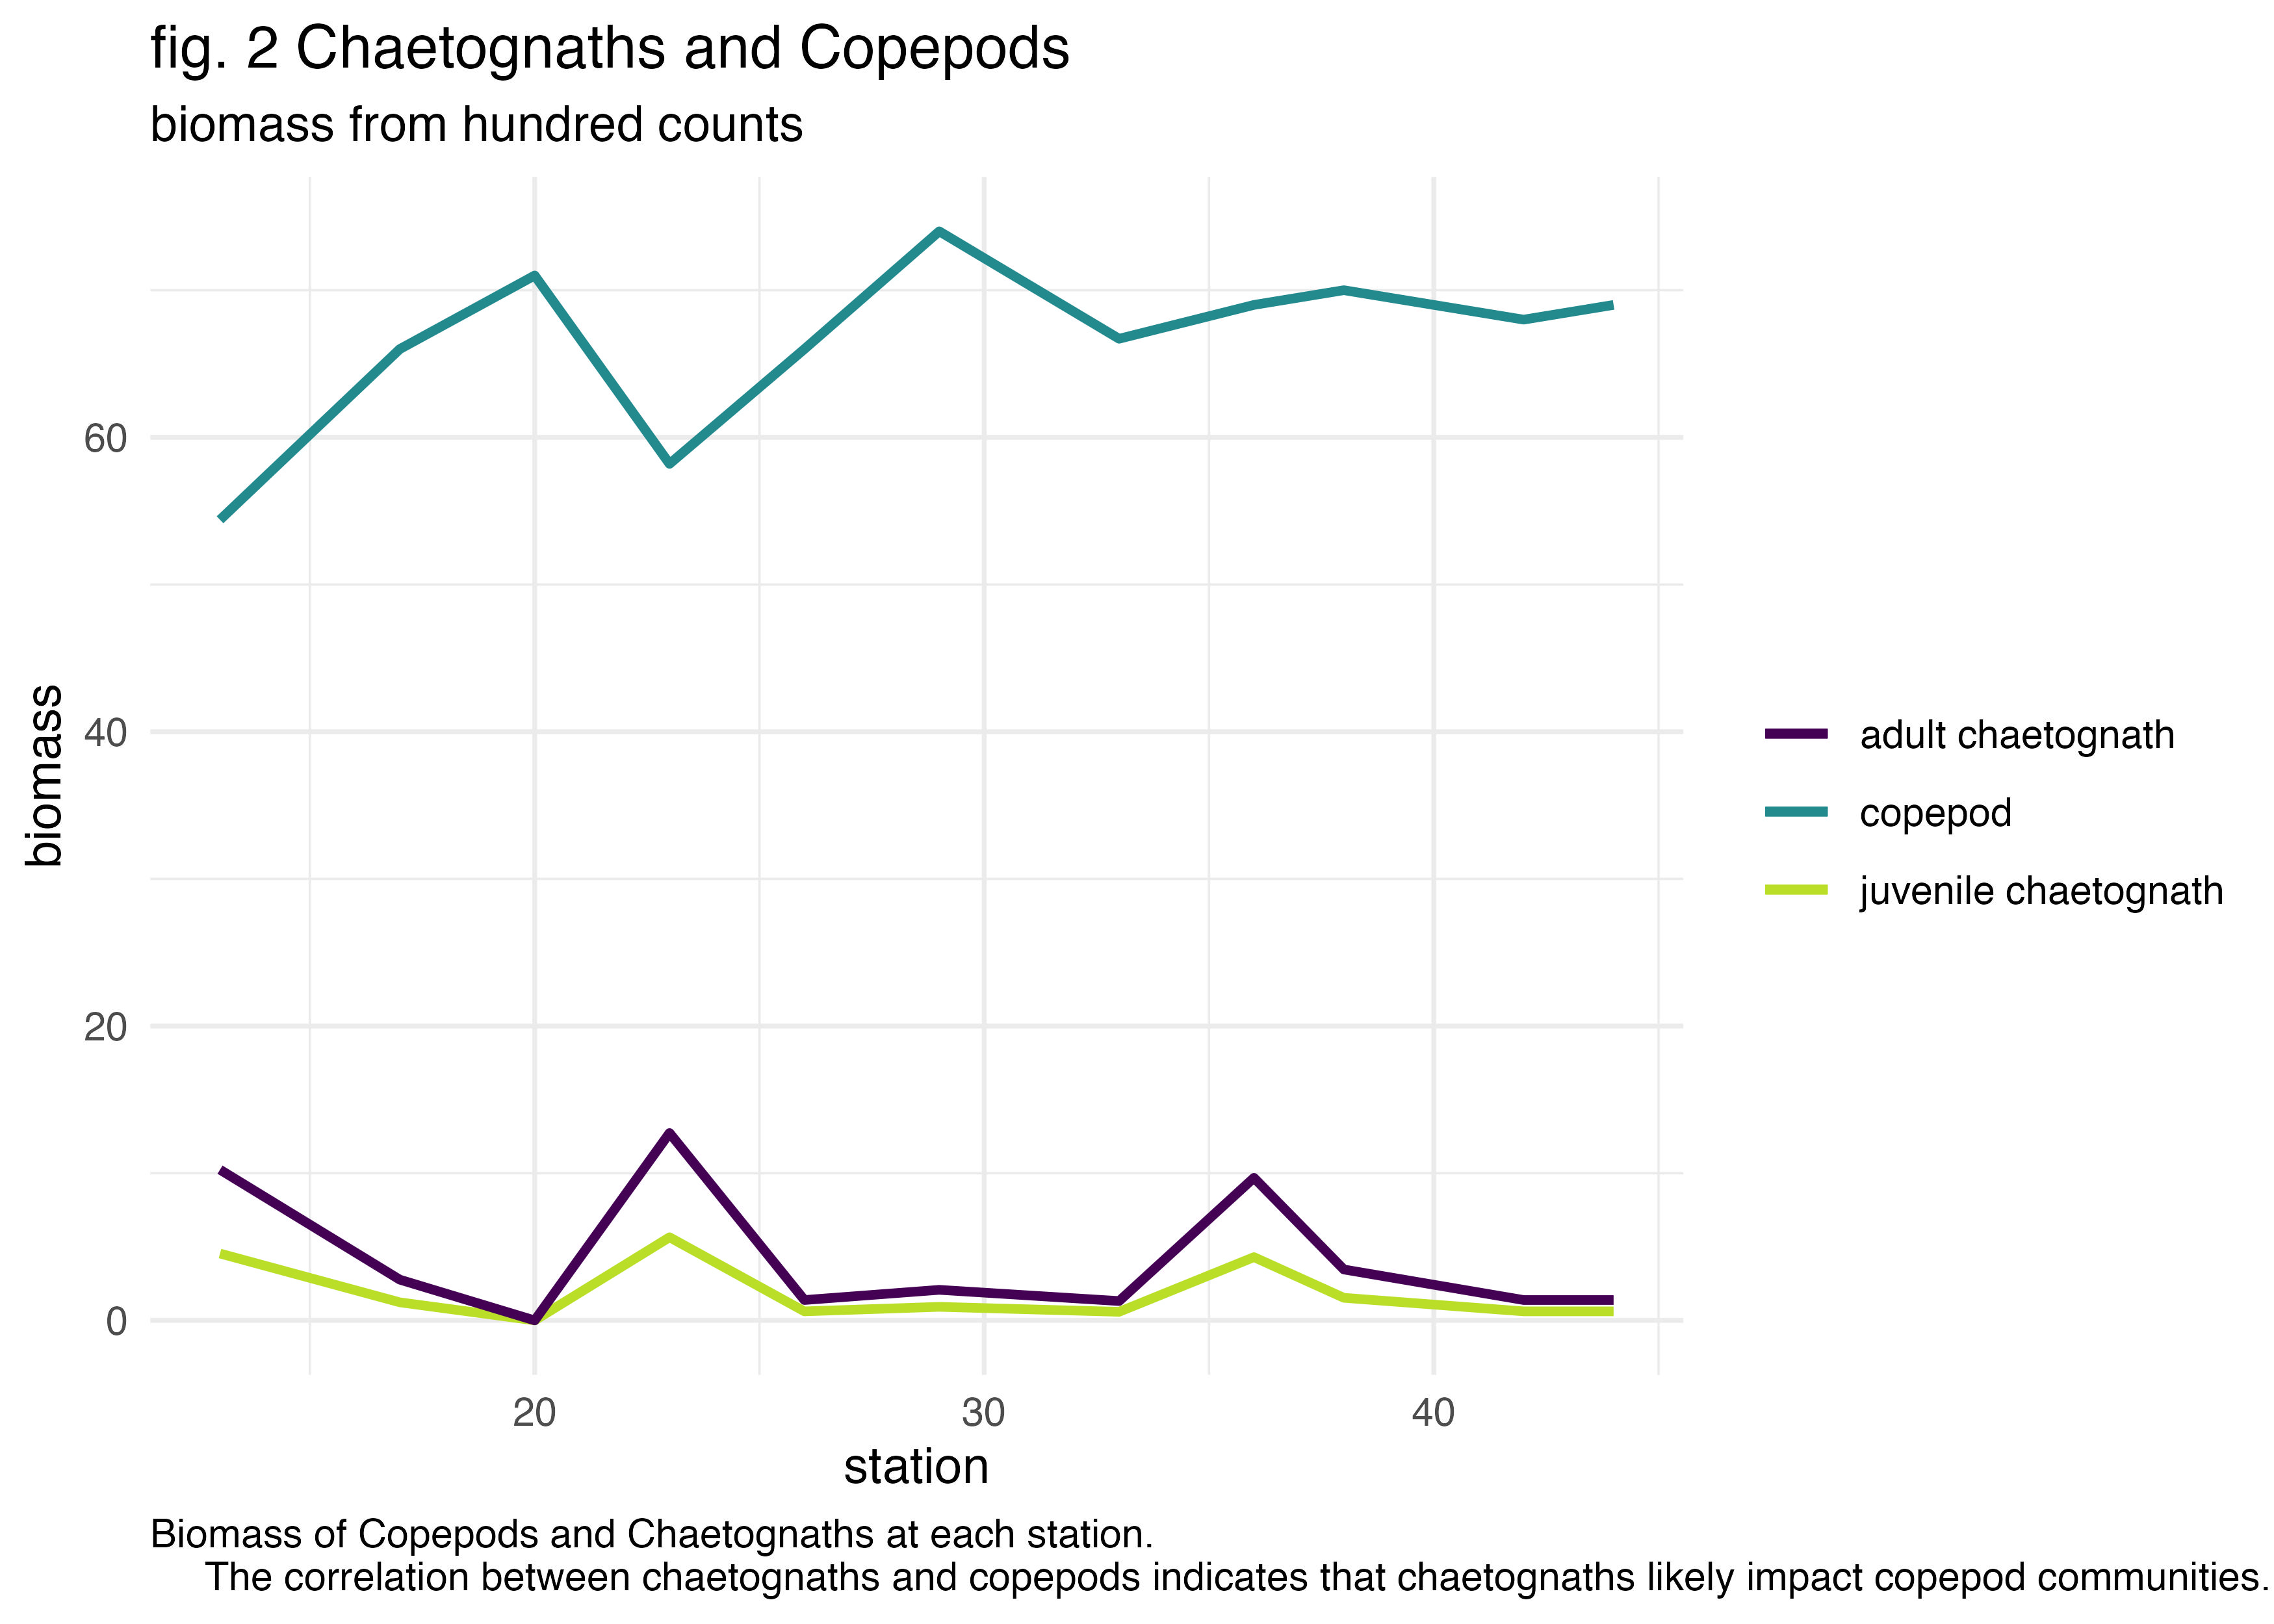 fig. 2 Chaetognaths and Copepods
biomass from hundred counts
60
40
20
0
biomass
adult chaetognath
copepod
juvenile chaetognath
20 30 40
station
Biomass of Copepods and Chaetognaths at each station.
The correlation between chaetognaths and copepods indicates that chaetognaths likely impact copepod communities.